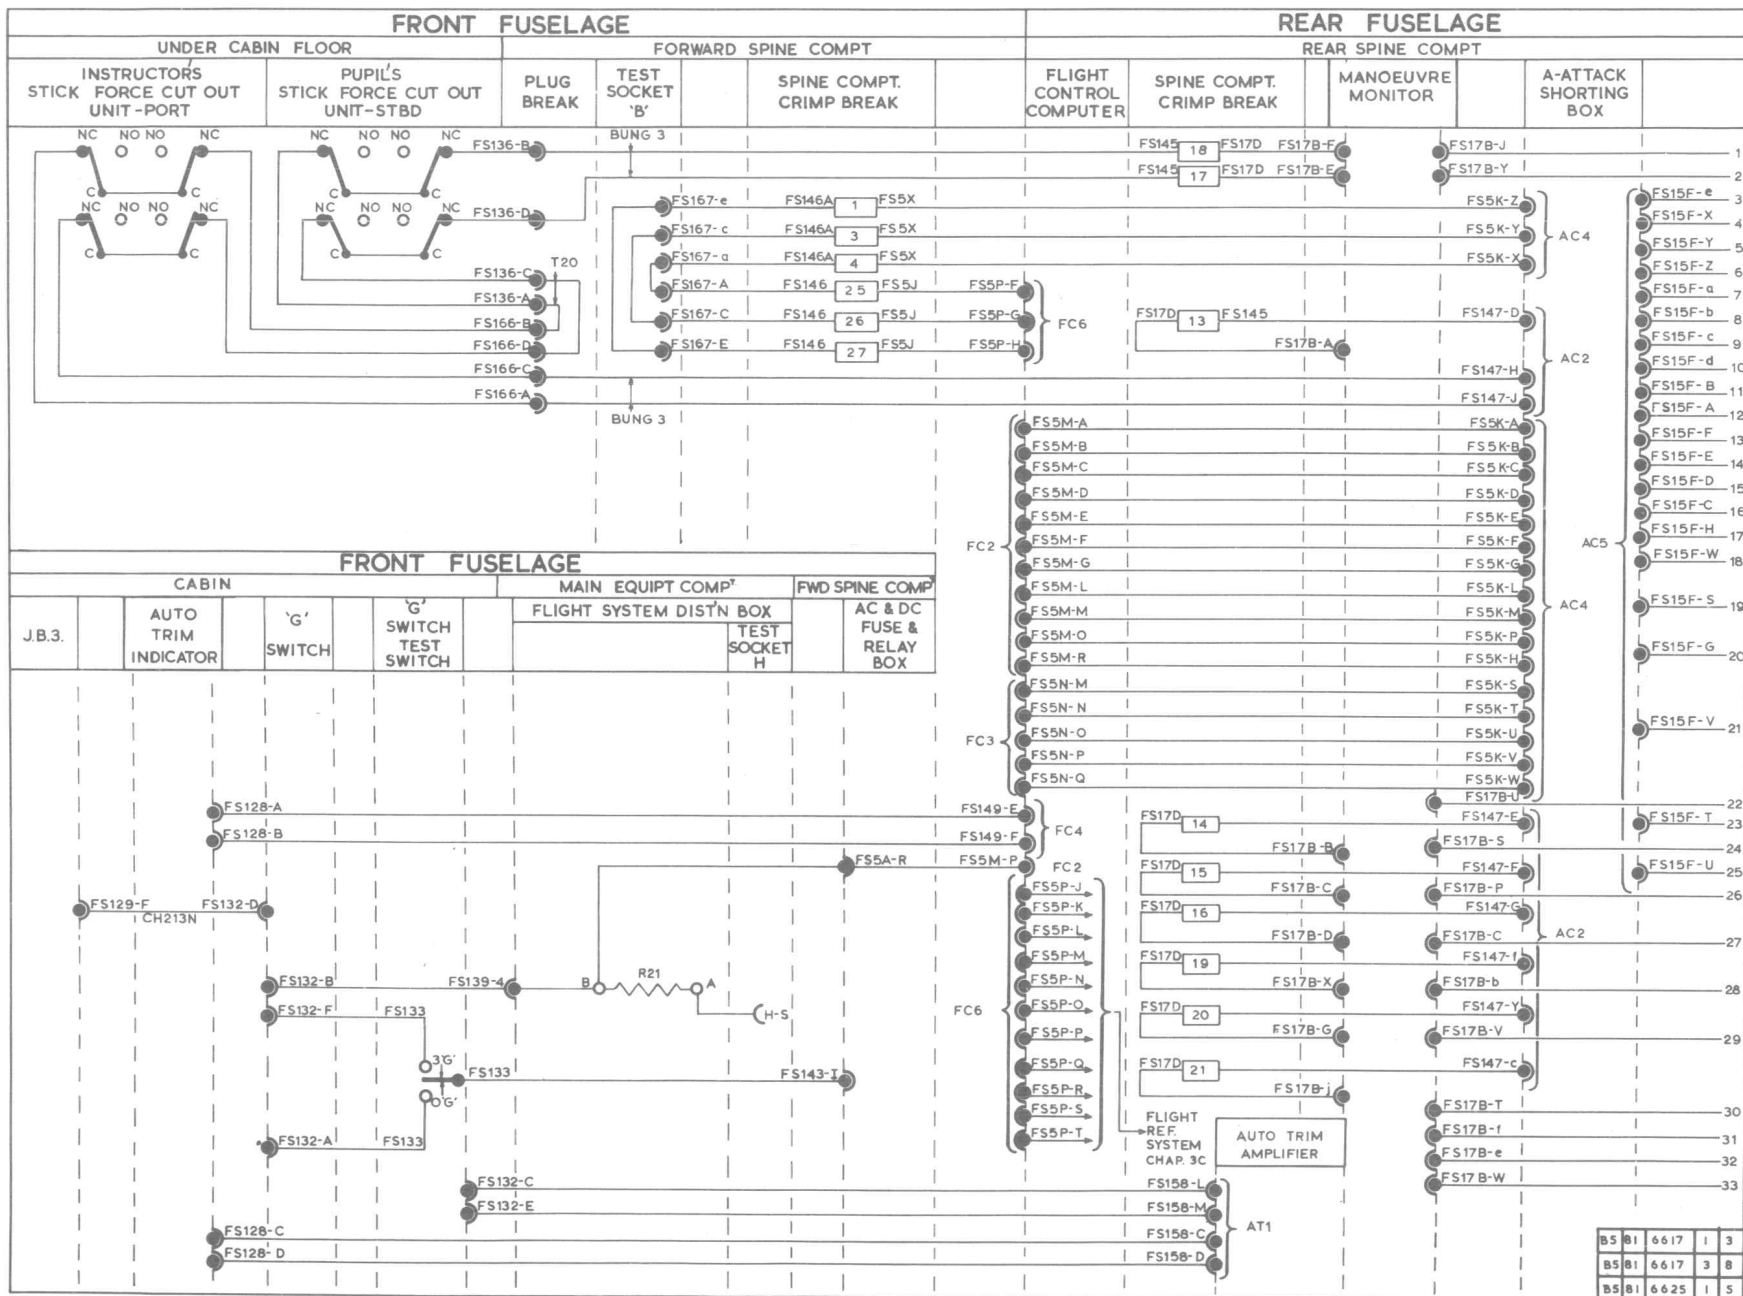 FRONT FUSELAGE
REAR FUSELAGE
UNDER CABIN FLOOR
FORWARD SPINE COMPT
REAR SPINE COMPT
INSTRUCTORS
STICK FORCE CUT OUT
UNIT-PORT
PUPIL'S
STICK FORCE CUT OUT
UNIT-STBD
PLUG
BREAK
TEST
SOCKET
'B'
SPINE COMPT.
CRIMP BREAK
FLIGHT
CONTROL
COMPUTER
SPINE COMPT.
CRIMP BREAK
MANOEUVRE
MONITOR
A-ATTACK
SHORTING
BOX
NC NO NO NC
NC NO NO NC
C C
C C
NC NO NO NC
NC NO NO NC
C C
C C
FS136-B
FS136-D
FS136-C
T20
FS136-A
FS166-B
FS166-D
FS166-C
FS166-A
BUNG 3
BUNG 3
FS145 18 FS17D FS17B-F
FS145 17 FS17D FS17B-E
FS17B-J 1
FS17B-Y 2
FS167-e FS146A 1 FS5X FS5K-Z
FS167-c FS146A 3 FS5X FS5K-Y
FS167-a FS146A 4 FS5X FS5K-X
AC4
FS167-A FS146 25 FS5J FS5P-F
FS167-C FS146 26 FS5J FS5P-G
FS167-E FS146 27 FS5J FS5P-H
FC6
FS17D 13 FS145 FS147-D
FS17B-A
FS147-H
FS147-J
AC2
FS15F-e 3
FS15F-X 4
FS15F-Y 5
FS15F-Z 6
FS15F-a 7
FS15F-b 8
FS15F-c 9
FS15F-d 10
FS15F-B 11
FS15F-A 12
FS15F-F 13
FS15F-E 14
FS15F-D 15
FS15F-C 16
FS15F-H 17
FS15F-W 18
FS15F-S 19
FS15F-G 20
FS15F-V 21
AC5
FS5M-A FS5K-A
FS5M-B FS5K-B
FS5M-C FS5K-C
FS5M-D FS5K-D
FS5M-E FS5K-E
FS5M-F FS5K-F
FS5M-G FS5K-G
FS5M-L FS5K-L
FS5M-M FS5K-M
FS5M-O FS5K-P
FS5M-R FS5K-H
FC2
FS5N-M FS5K-S
FS5N-N FS5K-T
FS5N-O FS5K-U
FS5N-P FS5K-V
FS5N-Q FS5K-W
FC3
AC4
FRONT FUSELAGE
CABIN
MAIN EQUIPT COMPT
FWD SPINE COMPT
J.B.3.
AUTO
TRIM
INDICATOR
'G'
SWITCH
'G'
SWITCH
TEST
SWITCH
FLIGHT SYSTEM DIST'N BOX
TEST
SOCKET
H
AC & DC
FUSE &
RELAY
BOX
FS128-A FS149-E
FS128-B FS149-F
FC4
FS5A-R FS5M-P FC2
FS129-F FS132-D
CH213N
FS132-B FS139-4 B R21 A
H-S
FS132-F FS133
3'G'
FS133 FS143-I
O'G'
FS132-A FS133
FS132-C FS158-L
FS132-E FS158-M
FS128-C FS158-C
FS128-D FS158-D
AT1
FS5P-J
FS5P-K
FS5P-L
FS5P-M
FS5P-N
FS5P-O
FS5P-P
FS5P-Q
FS5P-R
FS5P-S
FS5P-T
FC6
FLIGHT
REF.
SYSTEM
CHAP. 3C
AUTO TRIM
AMPLIFIER
FS17B-U 22
FS17D 14 FS147-E FS15F-T 23
FS17B-B FS17B-S 24
FS17D 15 FS147-F FS15F-U 25
FS17B-C FS17B-P 26
FS17D 16 FS147-G
AC2
FS17B-D FS17B-C 27
FS17D 19 FS147-f
FS17B-X FS17B-b 28
FS17D 20 FS147-Y
FS17B-G FS17B-V 29
FS17D 21 FS147-c
FS17B-j
FS17B-T 30
FS17B-f 31
FS17B-e 32
FS17B-W 33
BS 81 6617 1 3
BS 81 6617 3 8
BS 81 6625 1 5